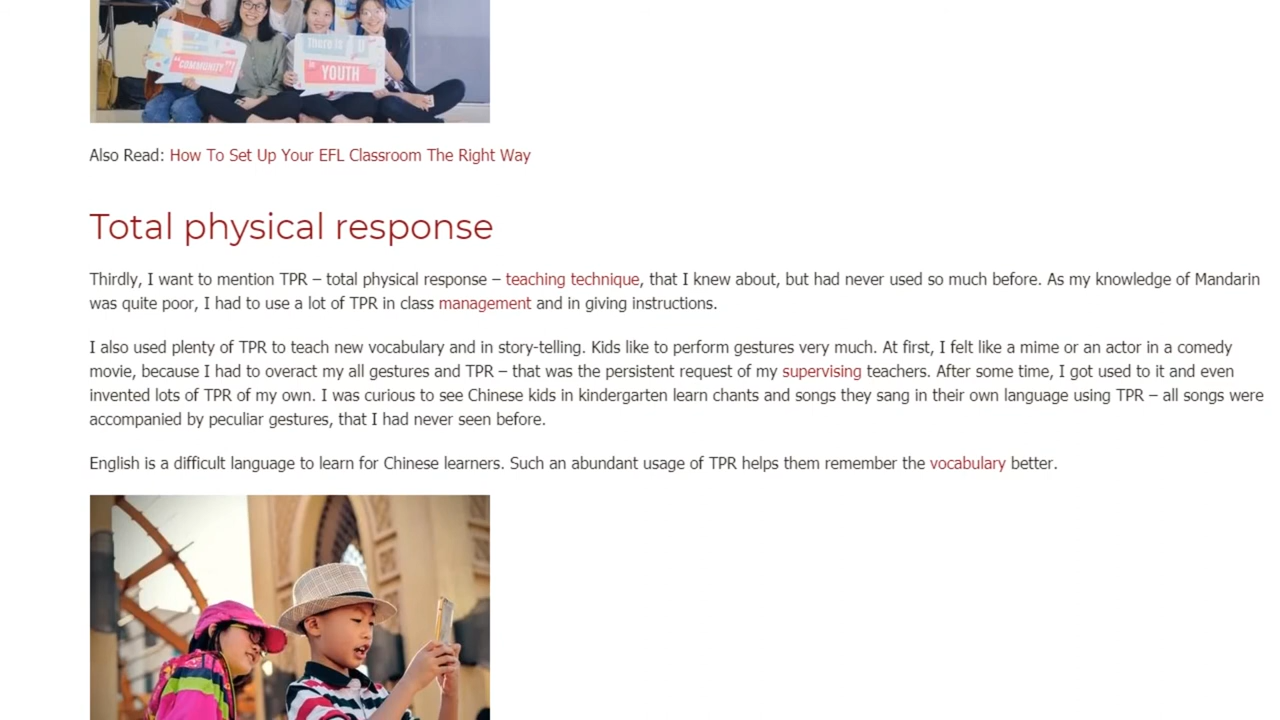 "COMMUNITY"!
There is U
in
YOUTH
Also Read: How To Set Up Your EFL Classroom The Right Way
Total physical response
Thirdly, I want to mention TPR – total physical response – teaching technique, that I knew about, but had never used so much before. As my knowledge of Mandarin
was quite poor, I had to use a lot of TPR in class management and in giving instructions.
I also used plenty of TPR to teach new vocabulary and in story-telling. Kids like to perform gestures very much. At first, I felt like a mime or an actor in a comedy
movie, because I had to overact my all gestures and TPR – that was the persistent request of my supervising teachers. After some time, I got used to it and even
invented lots of TPR of my own. I was curious to see Chinese kids in kindergarten learn chants and songs they sang in their own language using TPR – all songs were
accompanied by peculiar gestures, that I had never seen before.
English is a difficult language to learn for Chinese learners. Such an abundant usage of TPR helps them remember the vocabulary better.